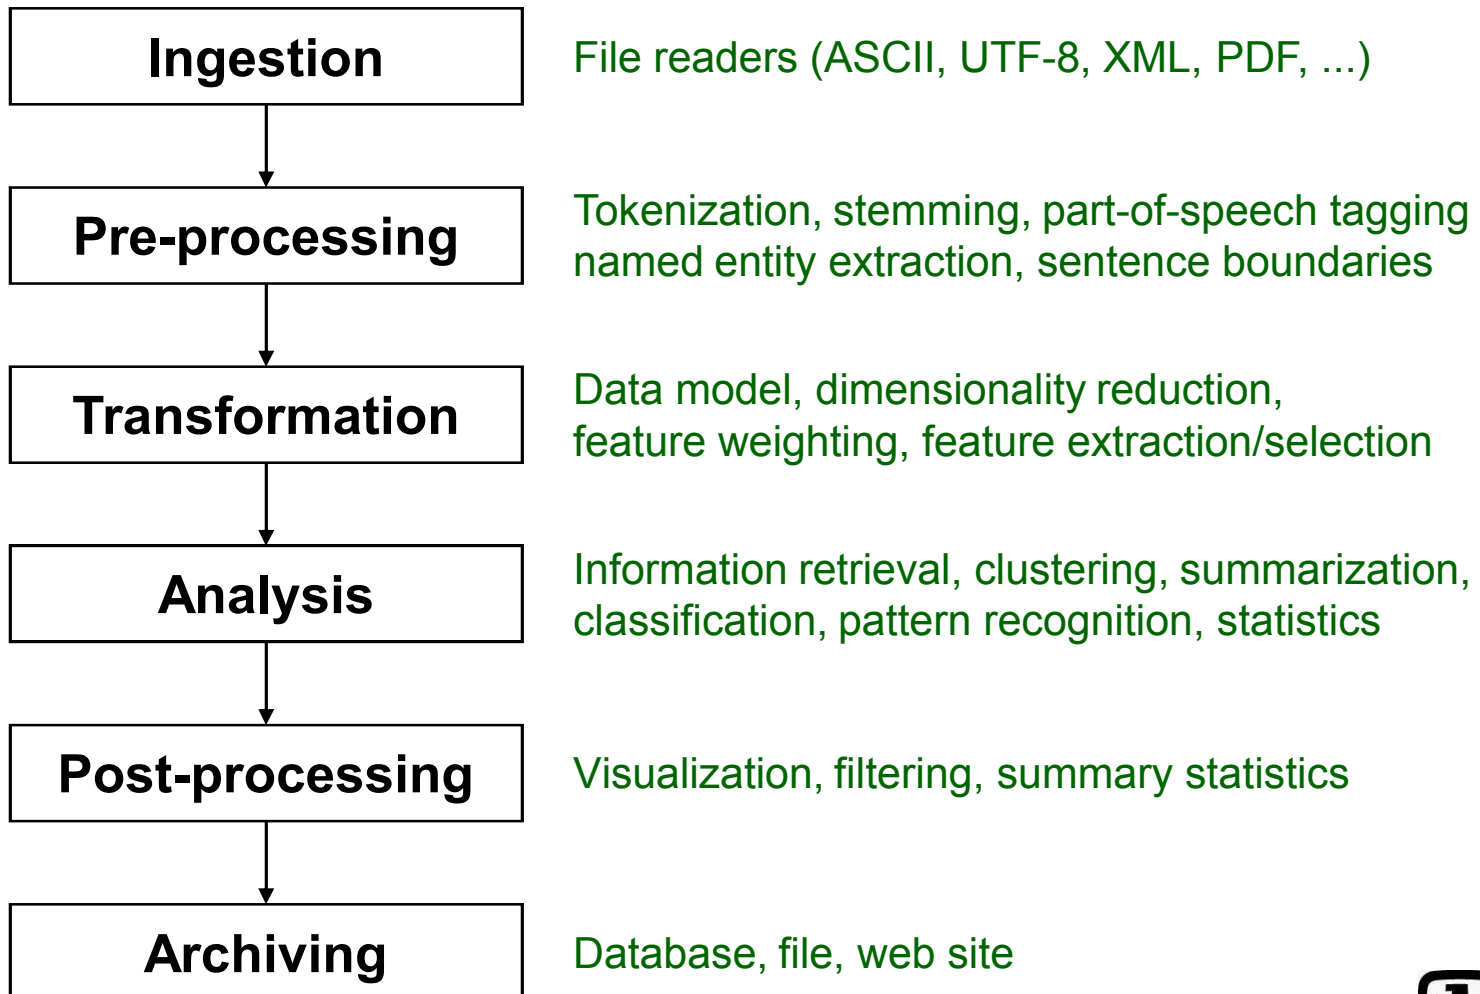 Ingestion
File readers (ASCII, UTF-8, XML, PDF, ...)
Pre-processing
Tokenization, stemming, part-of-speech tagging
named entity extraction, sentence boundaries
Transformation
Data model, dimensionality reduction,
feature weighting, feature extraction/selection
Analysis
Information retrieval, clustering, summarization,
classification, pattern recognition, statistics
Post-processing
Visualization, filtering, summary statistics
Archiving
Database, file, web site